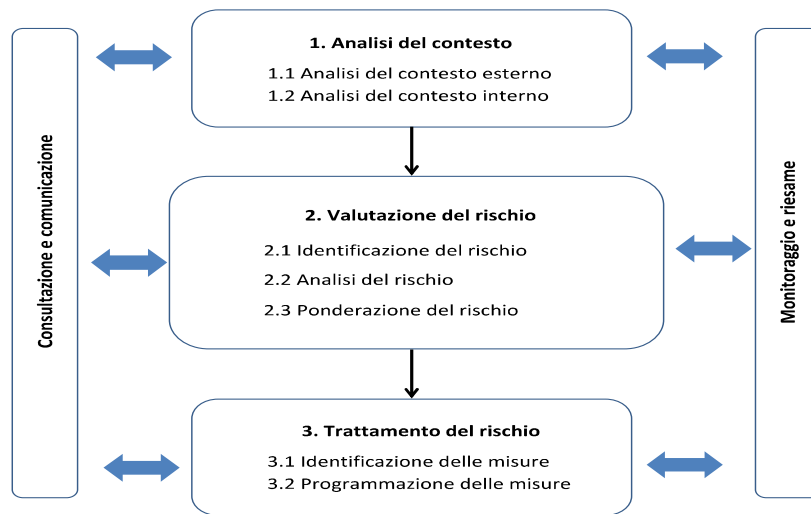 Consultazione e comunicazione
1. Analisi del contesto
1.1 Analisi del contesto esterno
1.2 Analisi del contesto interno
2. Valutazione del rischio
2.1 Identificazione del rischio
2.2 Analisi del rischio
2.3 Ponderazione del rischio
3. Trattamento del rischio
3.1 Identificazione delle misure
3.2 Programmazione delle misure
Monitoraggio e riesame